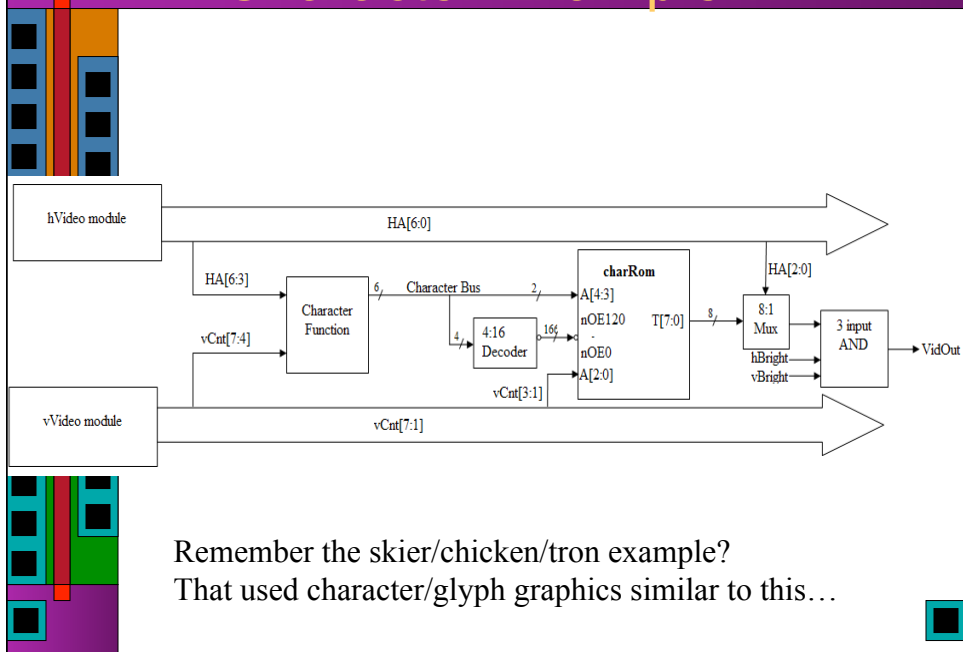 hVideo module
HA[6:0]
HA[6:3]
HA[2:0]
Character
Function
6
Character Bus
2
charRom
A[4:3]
nOE120
-
nOE0
A[2:0]
T[7:0]
8
8:1
Mux
3 input
AND
VidOut
hBright
vBright
vCnt[7:4]
4
4:16
Decoder
16
vCnt[3:1]
vVideo module
vCnt[7:1]
Remember the skier/chicken/tron example?
That used character/glyph graphics similar to this…